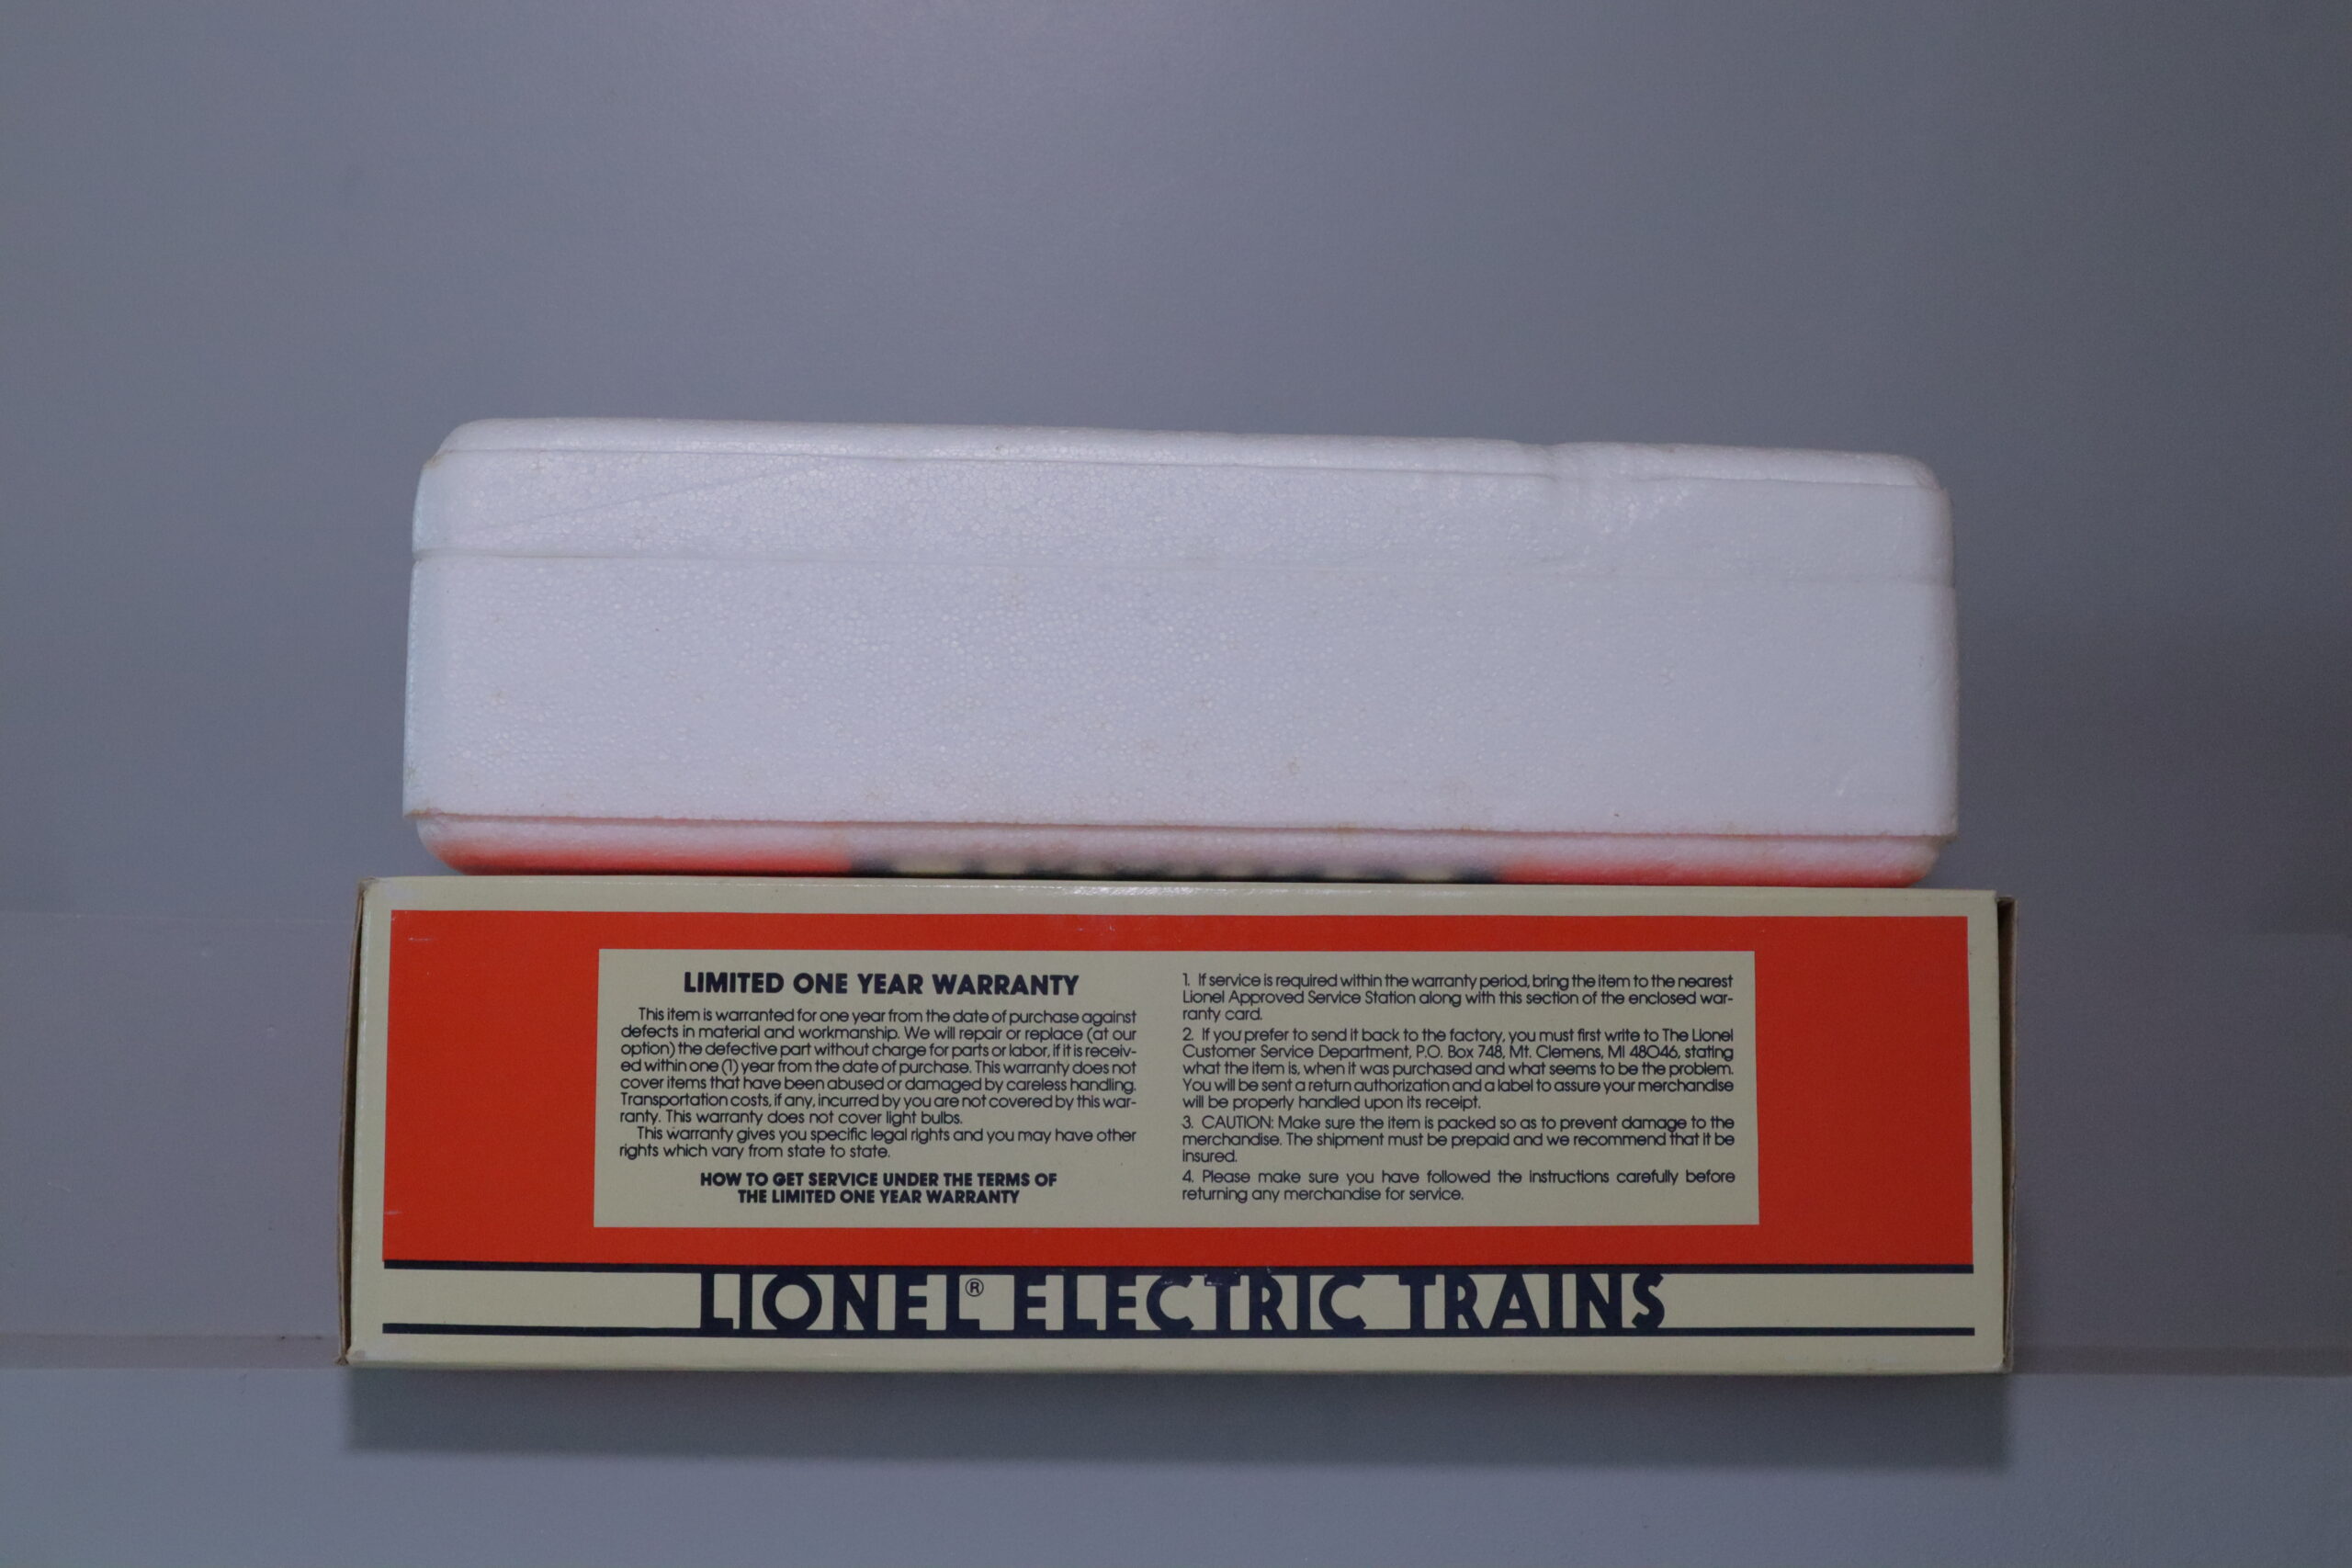 LIMITED ONE YEAR WARRANTY
This item is warranted for one year from the date of purchase against
defects in material and workmanship. We will repair or replace (at our
option) the defective part without charge for parts or labor, if it is receiv-
ed within one (1) year from the date of purchase. This warranty does not
cover items that have been abused or damaged by careless handling.
Transportation costs, if any, incurred by you are not covered by this war-
ranty. This warranty does not cover light bulbs.
This warranty gives you specific legal rights and you may have other
rights which vary from state to state.
HOW TO GET SERVICE UNDER THE TERMS OF
THE LIMITED ONE YEAR WARRANTY
1. If service is required within the warranty period, bring the item to the nearest
Lionel Approved Service Station along with this section of the enclosed war-
ranty card.
2. If you prefer to send it back to the factory, you must first write to The Lionel
Customer Service Department, P.O. Box 748, Mt. Clemens, MI 48046, stating
what the item is, when it was purchased and what seems to be the problem.
You will be sent a return authorization and a label to assure your merchandise
will be properly handled upon its receipt.
3. CAUTION: Make sure the item is packed so as to prevent damage to the
merchandise. The shipment must be prepaid and we recommend that it be
insured.
4. Please make sure you have followed the instructions carefully before
returning any merchandise for service.
LIONEL® ELECTRIC TRAINS